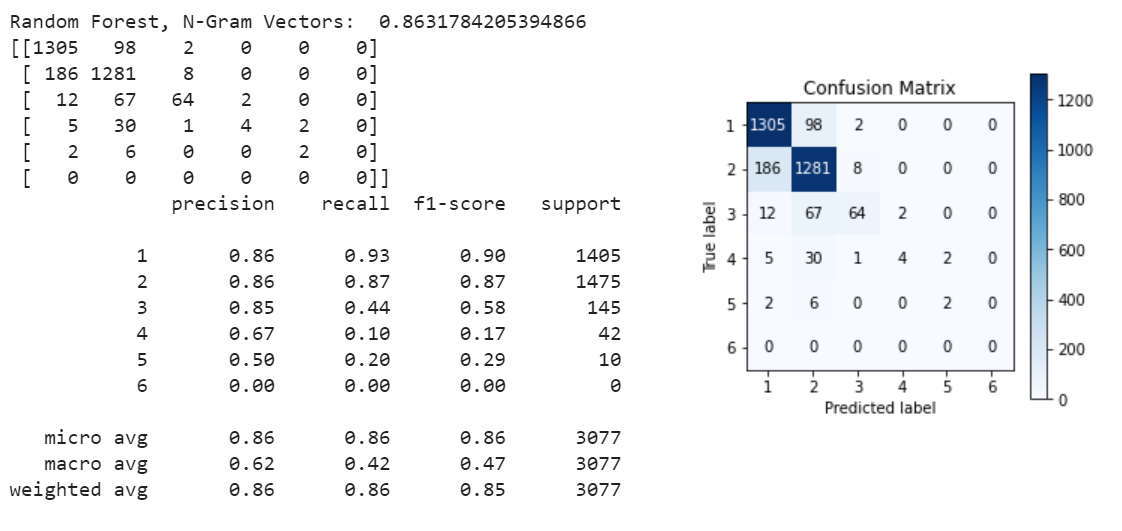 Random Forest, N-Gram Vectors:  0.8631784205394866
[[1305   98    2    0    0    0]
 [ 186 1281    8    0    0    0]
 [  12   67   64    2    0    0]
 [   5   30    1    4    2    0]
 [   2    6    0    0    2    0]
 [   0    0    0    0    0    0]]
              precision    recall  f1-score   support

           1       0.86      0.93      0.90      1405
           2       0.86      0.87      0.87      1475
           3       0.85      0.44      0.58       145
           4       0.67      0.10      0.17        42
           5       0.50      0.20      0.29        10
           6       0.00      0.00      0.00         0

   micro avg       0.86      0.86      0.86      3077
   macro avg       0.62      0.42      0.47      3077
weighted avg       0.86      0.86      0.85      3077
Confusion Matrix
True label
1 1305 98 2 0 0 0
2 186 1281 8 0 0 0
3 12 67 64 2 0 0
4 5 30 1 4 2 0
5 2 6 0 0 2 0
6 0 0 0 0 0 0
1 2 3 4 5 6
Predicted label
1200
1000
800
600
400
200
0